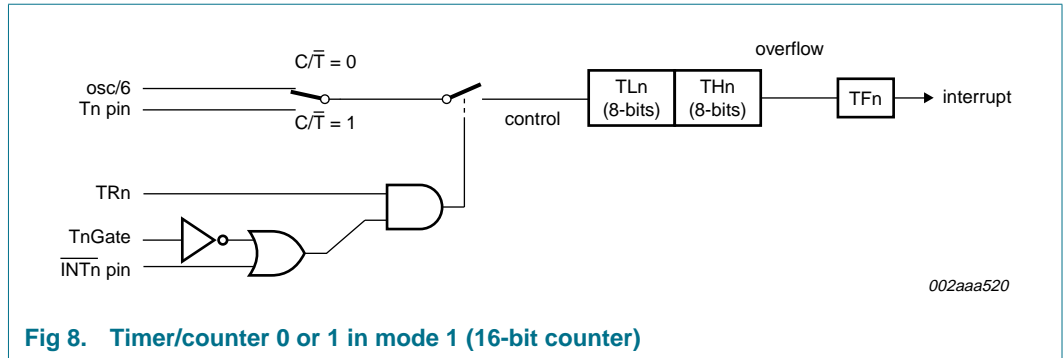 C/T̅ = 0
osc/6
Tn pin
C/T̅ = 1
control
TLn
(8-bits)
THn
(8-bits)
overflow
TFn
interrupt
TRn
TnGate
I̅N̅T̅n̅ pin
002aaa520
Fig 8. Timer/counter 0 or 1 in mode 1 (16-bit counter)